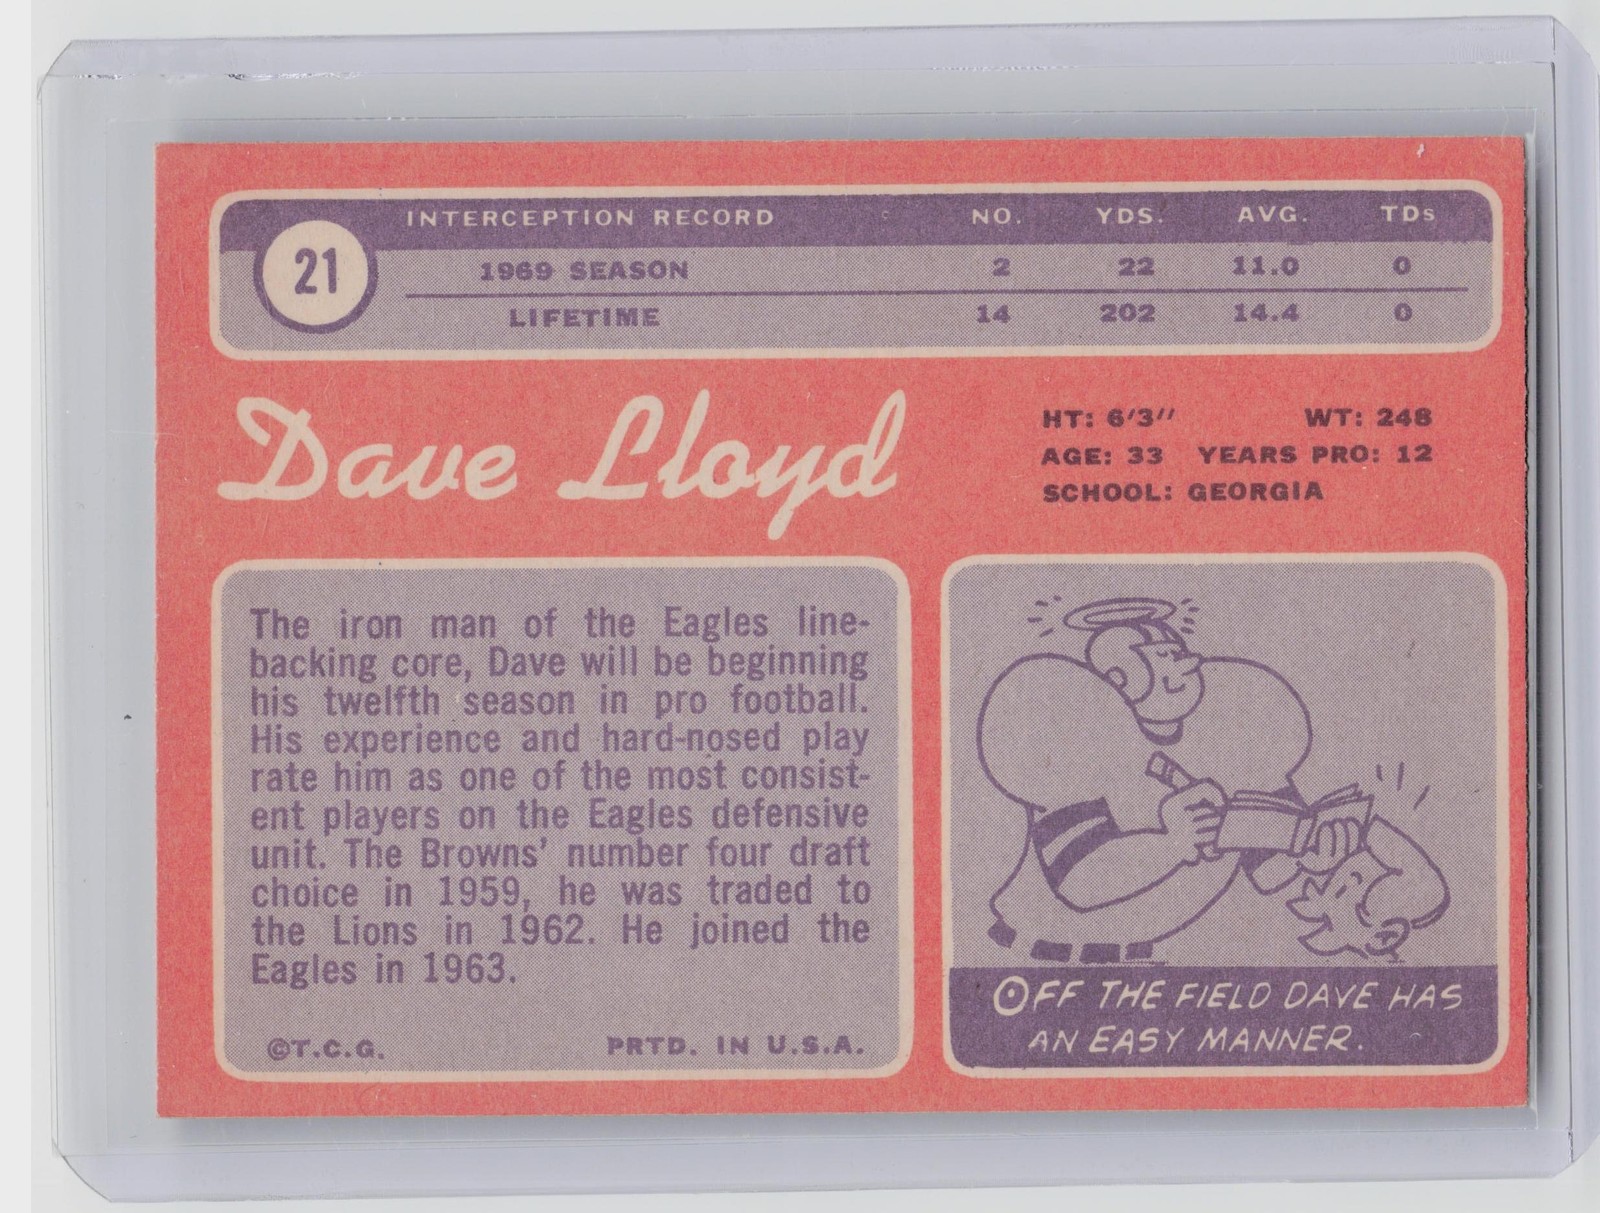 21
INTERCEPTION RECORD NO. YDS. AVG. TDs
1969 SEASON 2 22 11.0 0
LIFETIME 14 202 14.4 0
Dave Lloyd
HT: 6'3" WT: 248
AGE: 33 YEARS PRO: 12
SCHOOL: GEORGIA
The iron man of the Eagles line-
backing core, Dave will be beginning
his twelfth season in pro football.
His experience and hard-nosed play
rate him as one of the most consist-
ent players on the Eagles defensive
unit. The Browns' number four draft
choice in 1959, he was traded to
the Lions in 1962. He joined the
Eagles in 1963.
©T.C.G. PRTD. IN U.S.A.
OFF THE FIELD DAVE HAS
AN EASY MANNER.